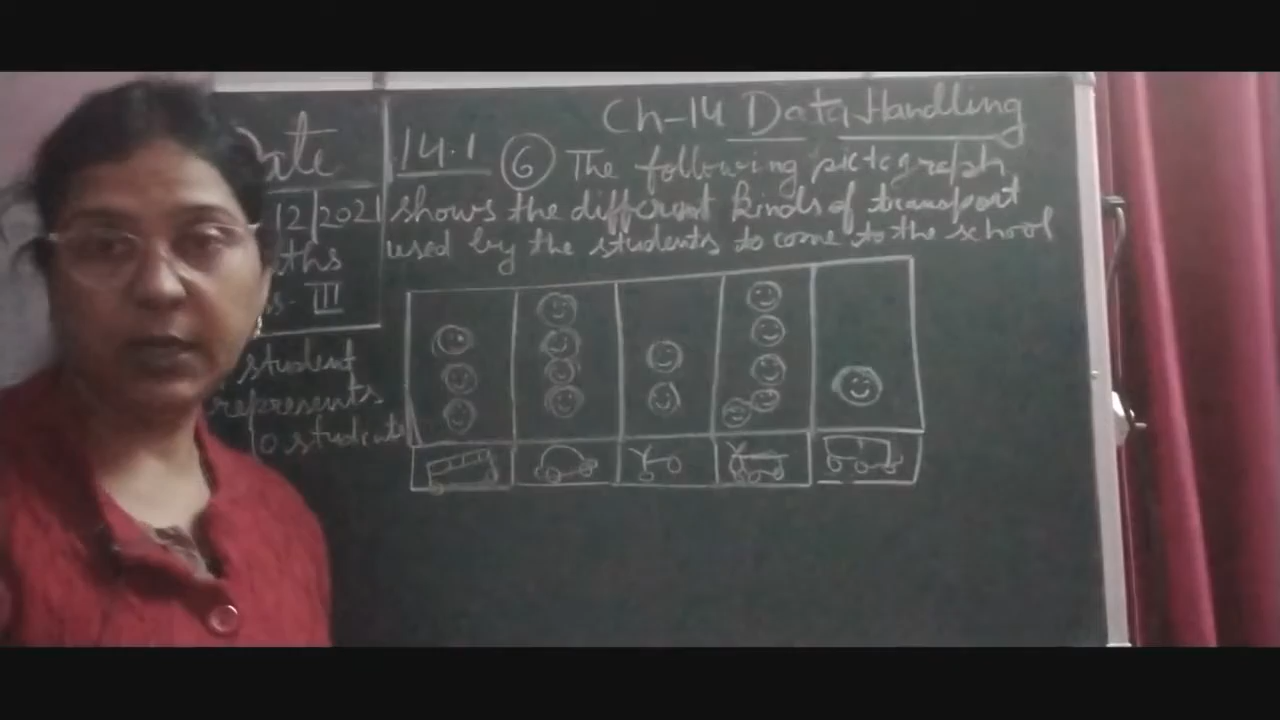 Ch-14 Data Handling
14.1 ⑥ The following pictograph
shows the different kinds of transport
used by the students to come to the school
12/2021
III
student
represents
students